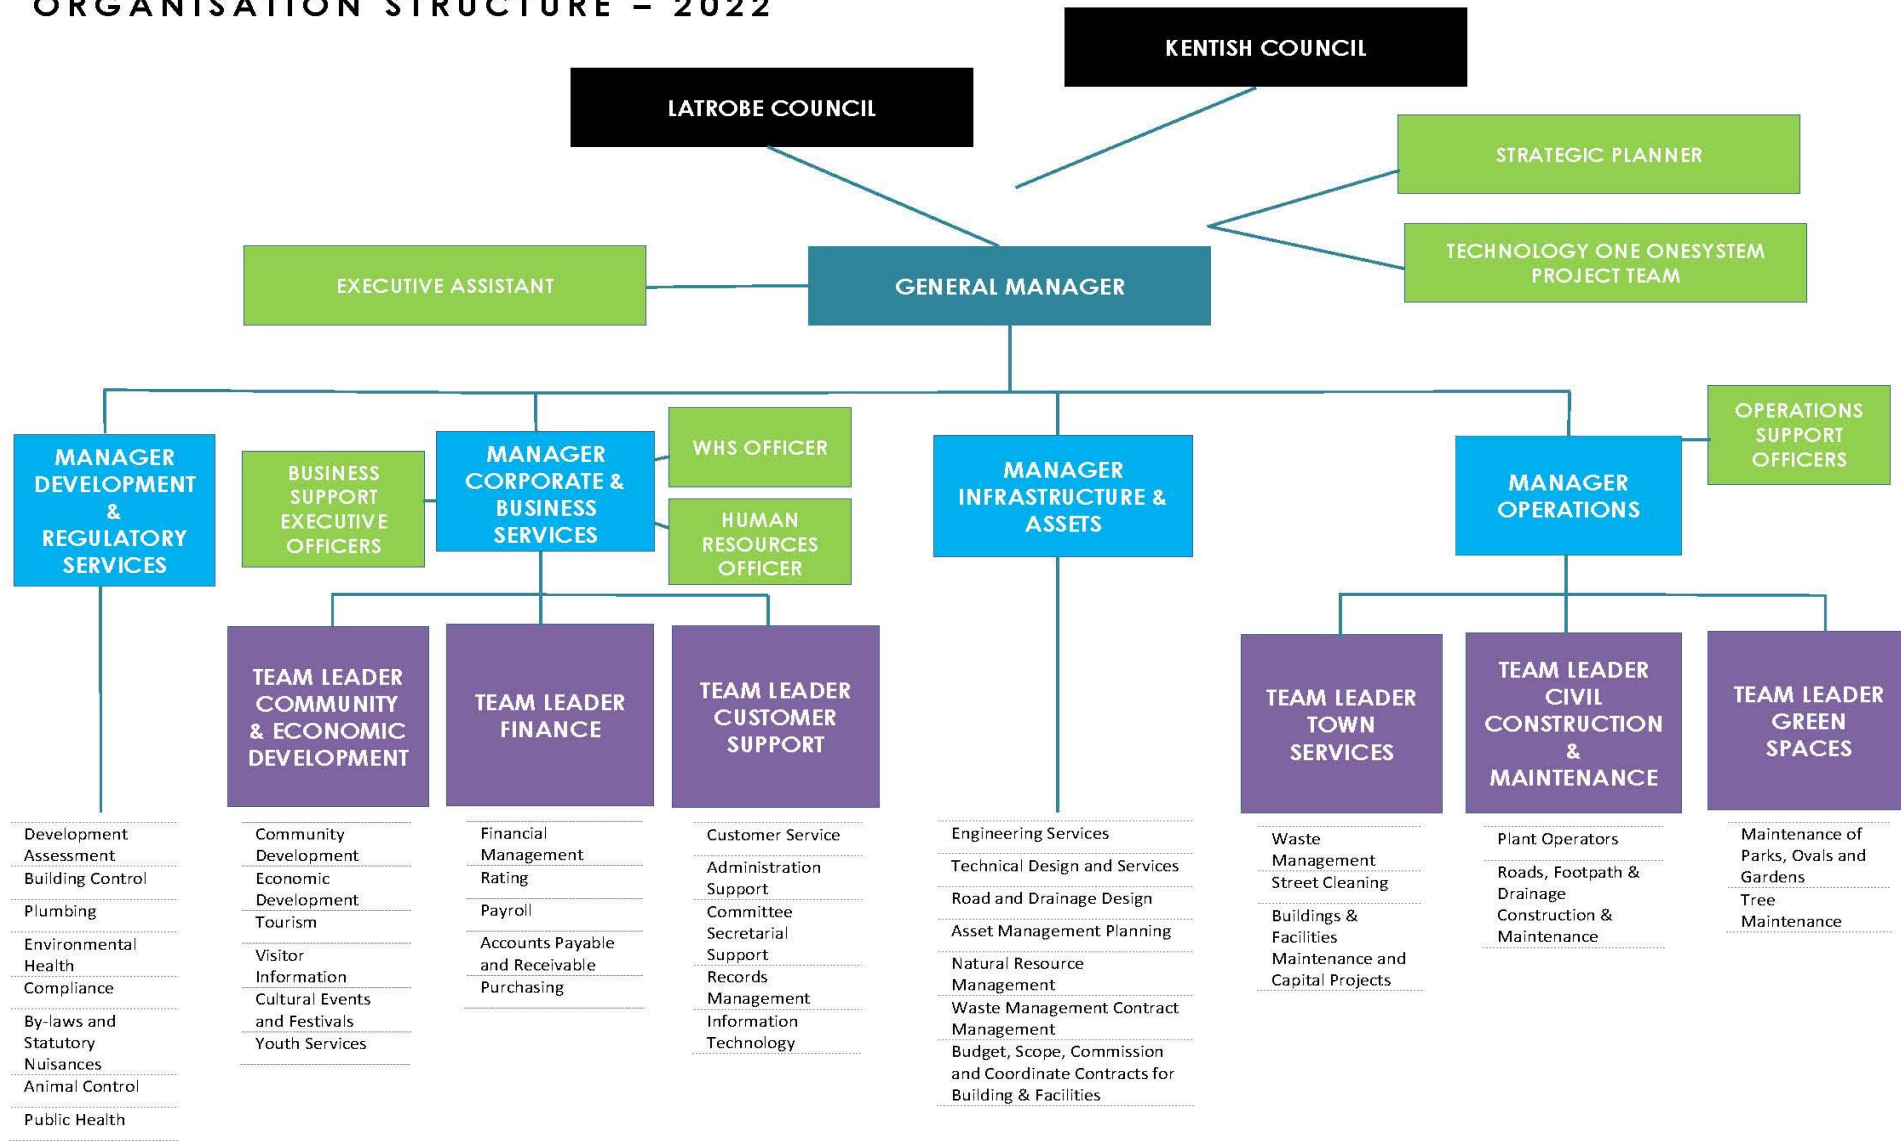 ORGANISATION STRUCTURE – 2022
KENTISH COUNCIL
LATROBE COUNCIL
STRATEGIC PLANNER
TECHNOLOGY ONE ONESYSTEM
PROJECT TEAM
EXECUTIVE ASSISTANT
GENERAL MANAGER
MANAGER
DEVELOPMENT
&
REGULATORY
SERVICES
BUSINESS
SUPPORT
EXECUTIVE
OFFICERS
MANAGER
CORPORATE &
BUSINESS
SERVICES
WHS OFFICER
HUMAN
RESOURCES
OFFICER
MANAGER
INFRASTRUCTURE &
ASSETS
MANAGER
OPERATIONS
OPERATIONS
SUPPORT
OFFICERS
TEAM LEADER
COMMUNITY
& ECONOMIC
DEVELOPMENT
TEAM LEADER
FINANCE
TEAM LEADER
CUSTOMER
SUPPORT
TEAM LEADER
TOWN
SERVICES
TEAM LEADER
CIVIL
CONSTRUCTION
&
MAINTENANCE
TEAM LEADER
GREEN
SPACES
Development
Assessment
Building Control
Plumbing
Environmental
Health
Compliance
By-laws and
Statutory
Nuisances
Animal Control
Public Health
Community
Development
Economic
Development
Tourism
Visitor
Information
Cultural Events
and Festivals
Youth Services
Financial
Management
Rating
Payroll
Accounts Payable
and Receivable
Purchasing
Customer Service
Administration
Support
Committee
Secretarial
Support
Records
Management
Information
Technology
Engineering Services
Technical Design and Services
Road and Drainage Design
Asset Management Planning
Natural Resource
Management
Waste Management Contract
Management
Budget, Scope, Commission
and Coordinate Contracts for
Building & Facilities
Waste
Management
Street Cleaning
Buildings &
Facilities
Maintenance and
Capital Projects
Plant Operators
Roads, Footpath &
Drainage
Construction &
Maintenance
Maintenance of
Parks, Ovals and
Gardens
Tree
Maintenance